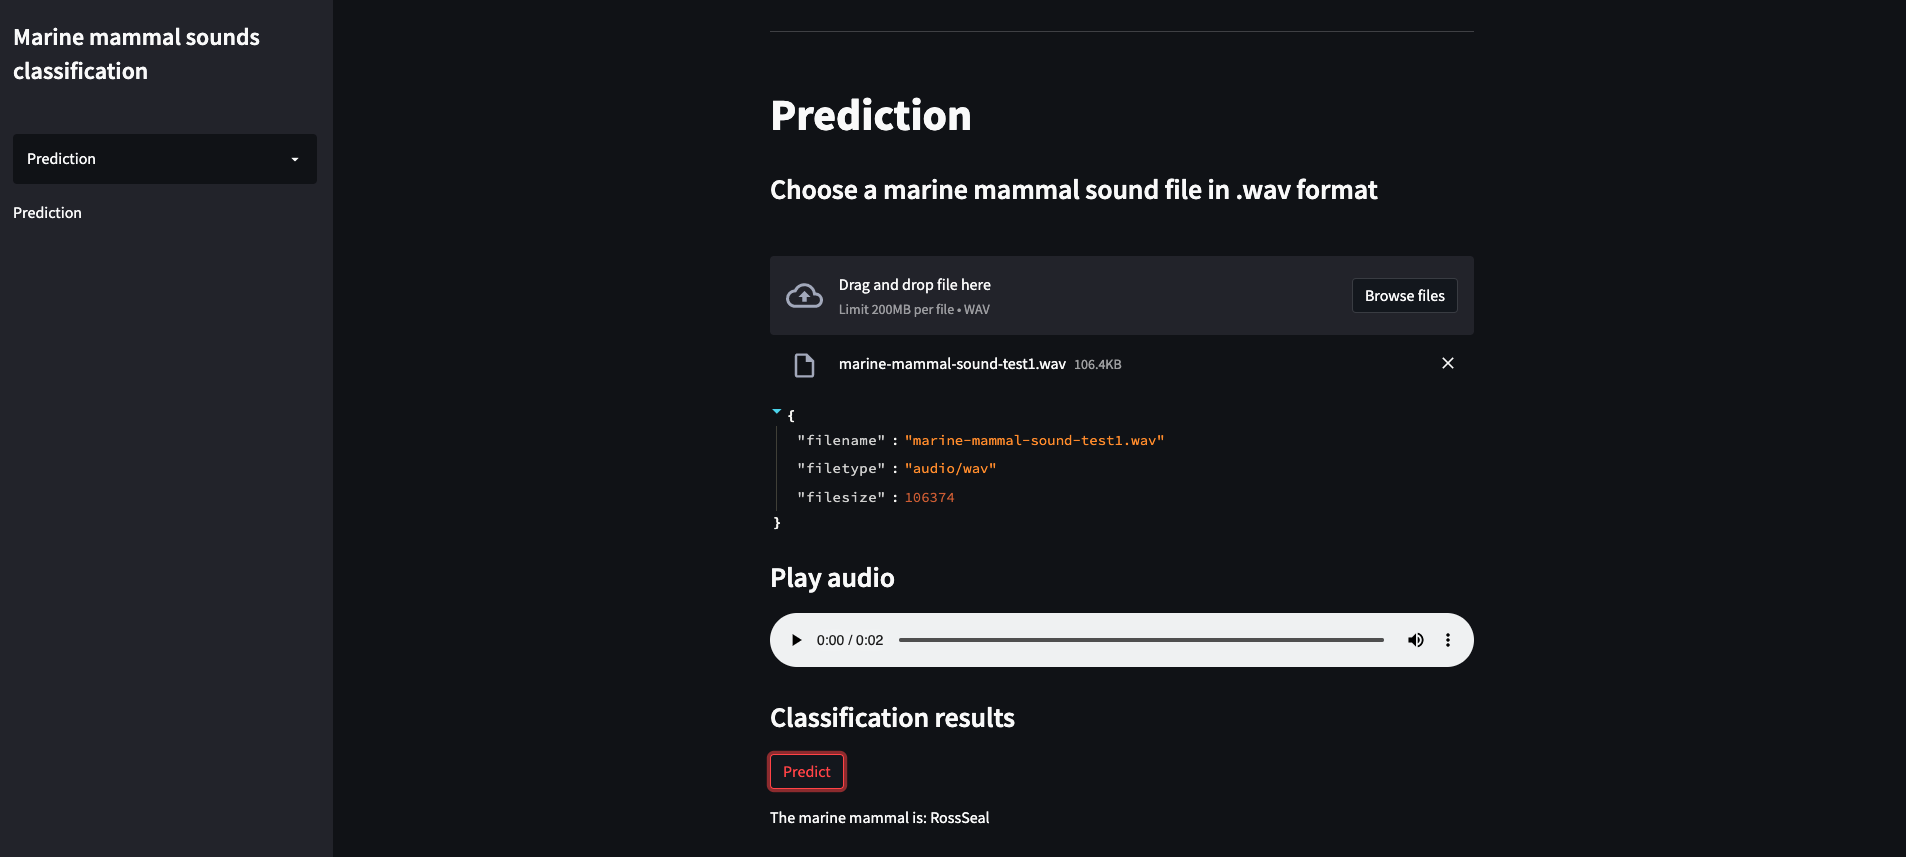 Marine mammal sounds
classification
Prediction
Prediction
Prediction
Choose a marine mammal sound file in .wav format
Drag and drop file here
Limit 200MB per file • WAV
Browse files
marine-mammal-sound-test1.wav 106.4KB
{
"filename" : "marine-mammal-sound-test1.wav"
"filetype" : "audio/wav"
"filesize" : 106374
}
Play audio
0:00 / 0:02
Classification results
Predict
The marine mammal is: RossSeal